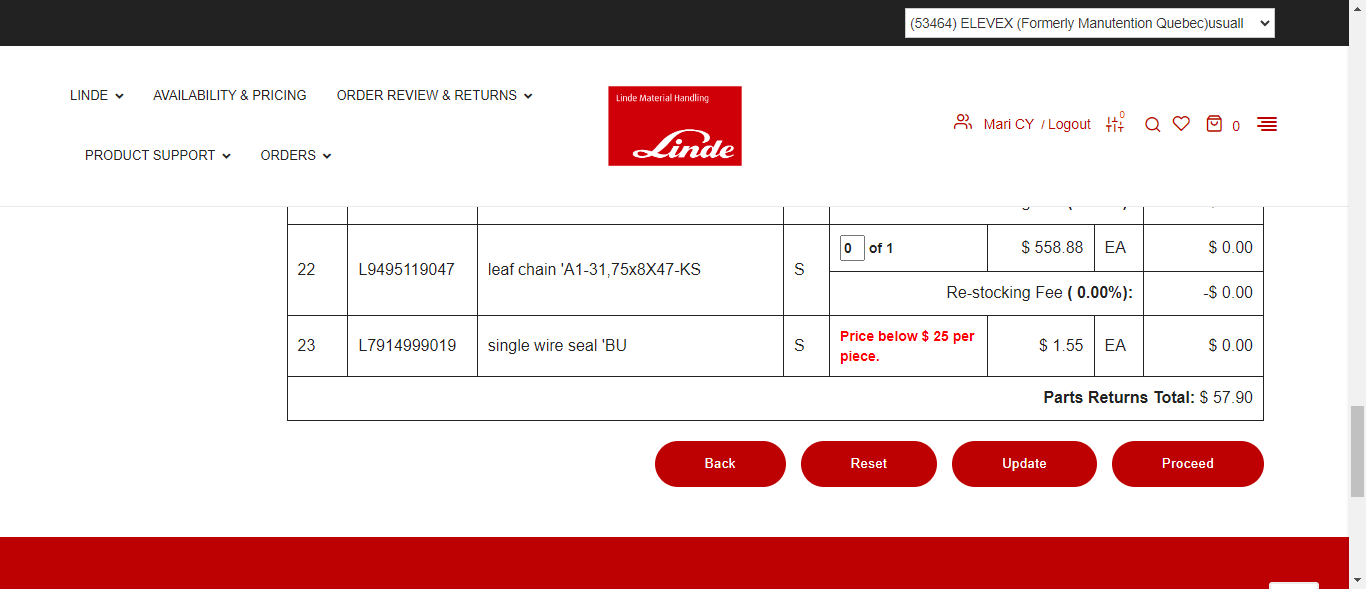 (53464) ELEVEX (Formerly Manutention Quebec)usuall
LINDE
AVAILABILITY & PRICING
ORDER REVIEW & RETURNS
PRODUCT SUPPORT
ORDERS
Linde Material Handling
Linde
Mari CY / Logout
0
0
22
L9495119047
leaf chain 'A1-31,75x8X47-KS
S
0 of 1
$ 558.88
EA
$ 0.00
Re-stocking Fee ( 0.00%):
-$ 0.00
23
L7914999019
single wire seal 'BU
S
Price below $ 25 per
piece.
$ 1.55
EA
$ 0.00
Parts Returns Total: $ 57.90
Back
Reset
Update
Proceed